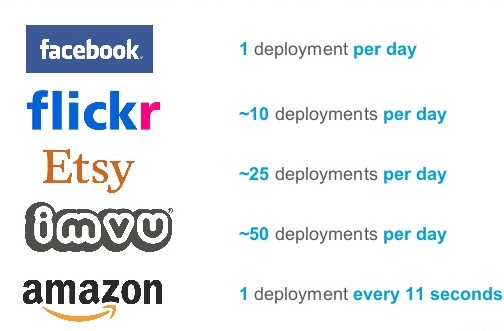 facebook. 1 deployment per day
flickr ~10 deployments per day
Etsy ~25 deployments per day
imvu ~50 deployments per day
amazon 1 deployment every 11 seconds